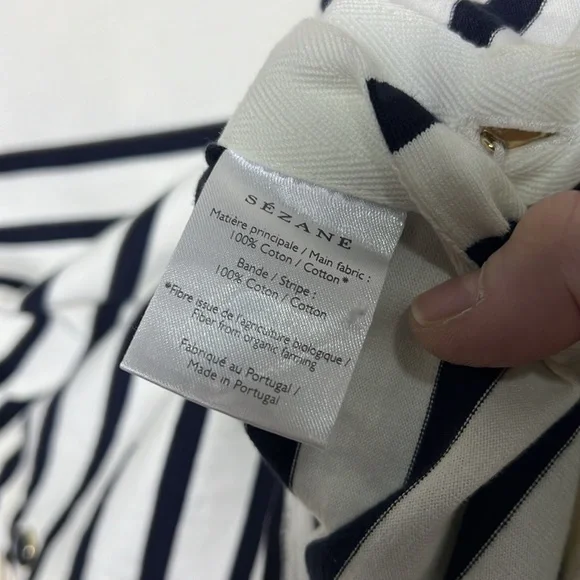 SÉZANE
Matière principale / Main fabric :
100% Coton / Cotton*
Bande / Stripe :
100% Coton / Cotton
*Fibre issue de l'agriculture biologique /
Fiber from organic farming
Fabriqué au Portugal /
Made in Portugal